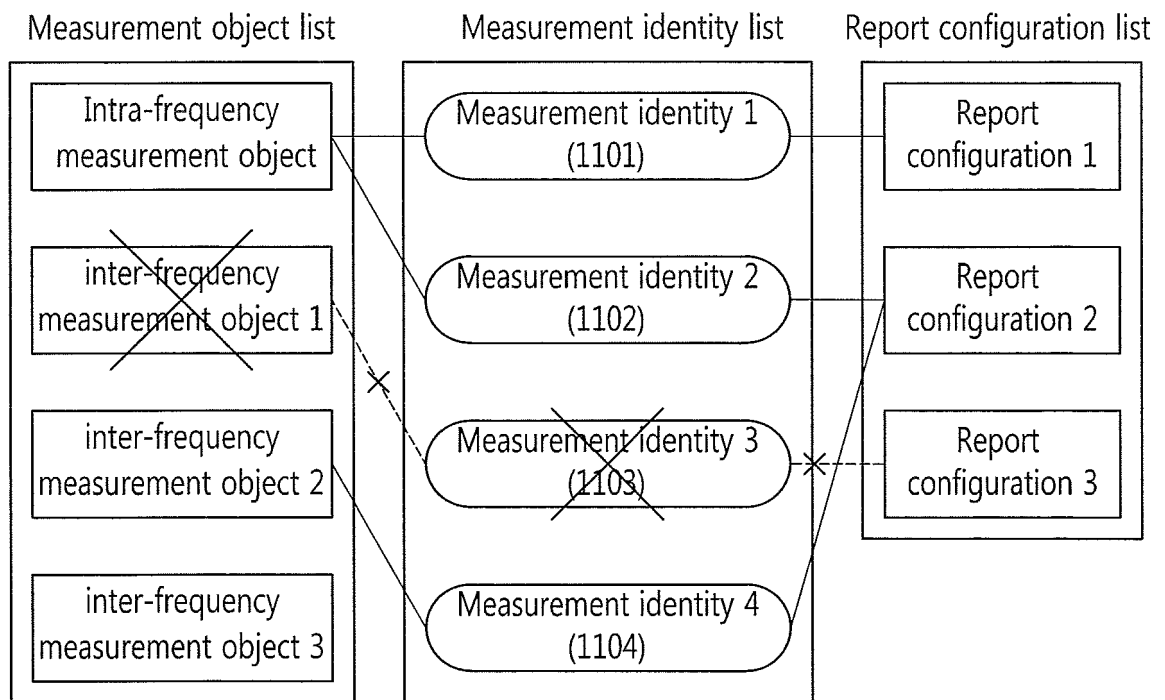 Measurement object list
Measurement identity list
Report configuration list
Intra-frequency
measurement object
Measurement identity 1
(1101)
Report
configuration 1
inter-frequency
measurement object 1
Measurement identity 2
(1102)
Report
configuration 2
inter-frequency
measurement object 2
Measurement identity 3
(1103)
Report
configuration 3
inter-frequency
measurement object 3
Measurement identity 4
(1104)